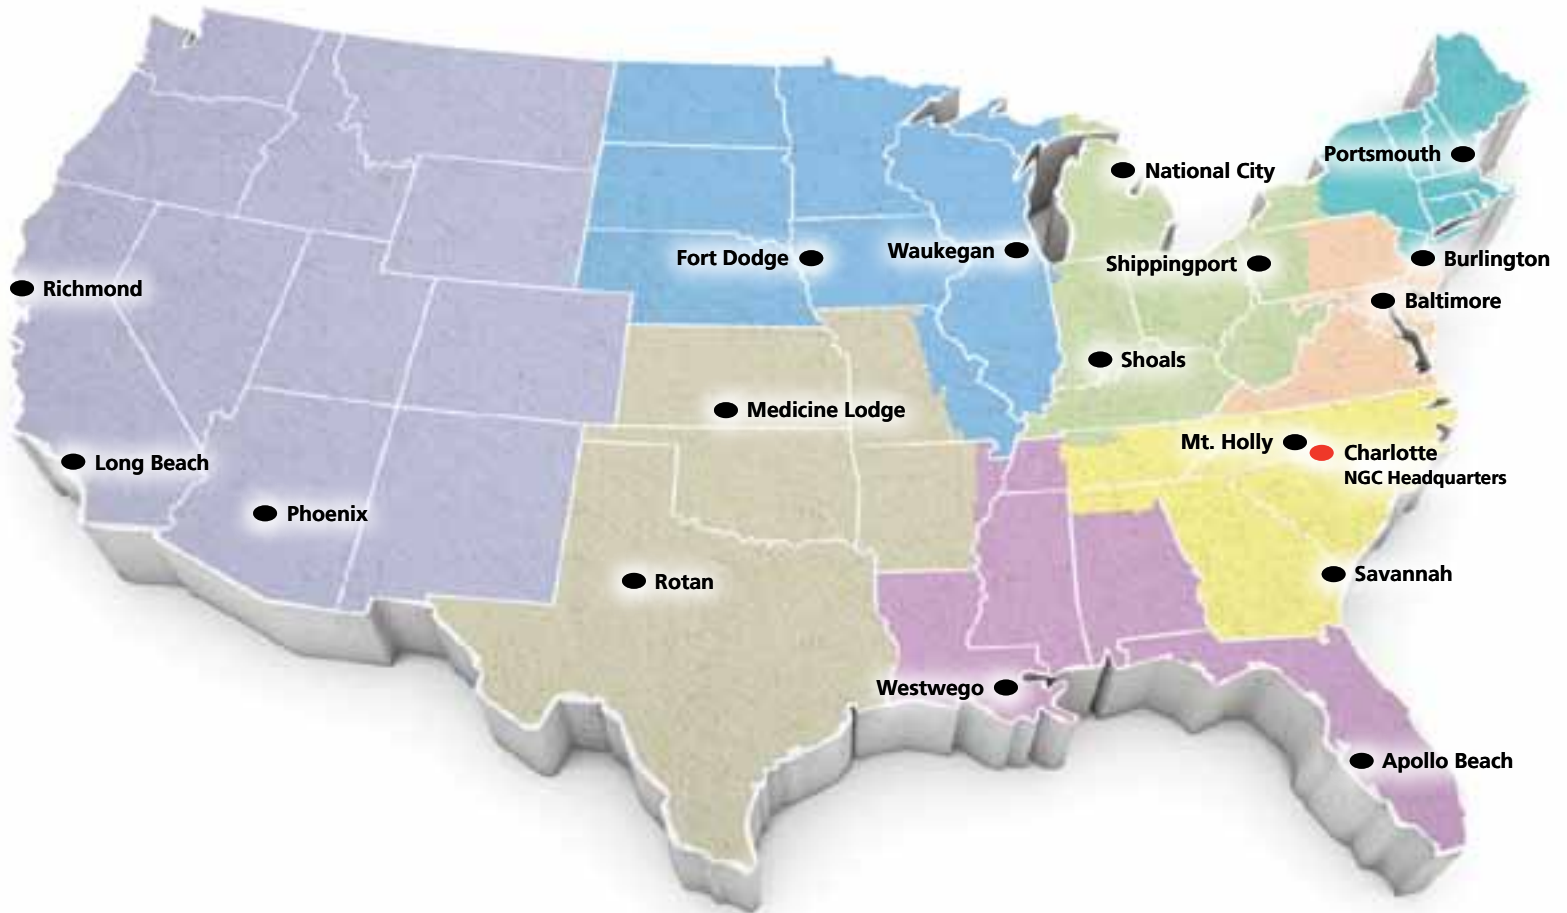 Portsmouth
National City
Waukegan
Fort Dodge
Shippingport
Burlington
Richmond
Baltimore
Shoals
Medicine Lodge
Mt. Holly
Charlotte
NGC Headquarters
Long Beach
Phoenix
Savannah
Rotan
Westwego
Apollo Beach